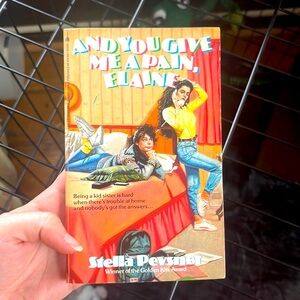 AND YOU GIVE
ME A PAIN,
ELAINE
Being a kid sister is hard
when there's trouble at home
and nobody's got the answers...
Stella Pevsner
Winner of the Golden Kite Award